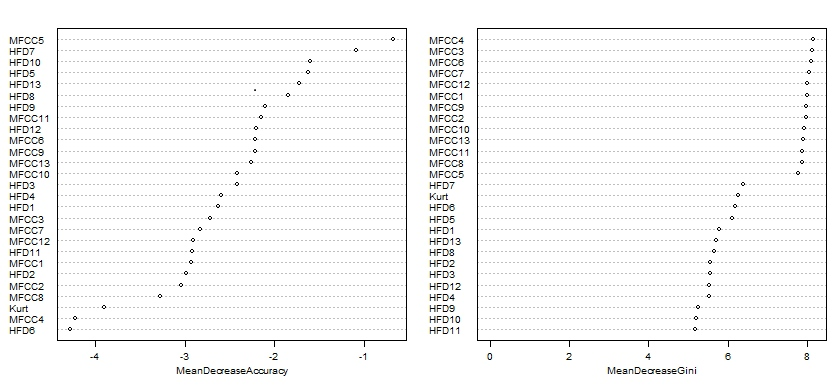 MFCC5
HFD7
HFD10
HFD5
HFD13
HFD8
HFD9
MFCC11
HFD12
MFCC6
MFCC9
MFCC13
MFCC10
HFD3
HFD4
HFD1
MFCC3
MFCC7
MFCC12
HFD11
MFCC1
HFD2
MFCC2
MFCC8
Kurt
MFCC4
HFD6
-4 -3 -2 -1
MeanDecreaseAccuracy
MFCC4
MFCC3
MFCC6
MFCC7
MFCC12
MFCC1
MFCC9
MFCC2
MFCC10
MFCC13
MFCC11
MFCC8
MFCC5
HFD7
Kurt
HFD6
HFD5
HFD1
HFD13
HFD8
HFD2
HFD3
HFD12
HFD4
HFD9
HFD10
HFD11
0 2 4 6 8
MeanDecreaseGini